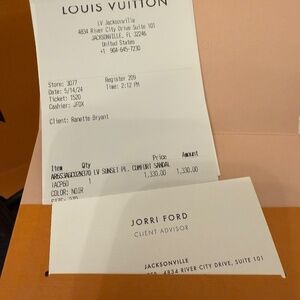 LOUIS VUITTON
LV Jacksonville
4834 River City Drive Suite 101
JACKSONVILLE, FL 32246
United States
+1 904-645-7230
Store: 3077 Register 209
Date: 5/14/24 Time: 2:12 PM
Ticket: 1520
Cashier: JFOX
Client: Ranette Bryant
Item Qty Price Amount
LV SUNSET FL. COMFORT SANDAL
1 1,330.00 1,330.00
COLOR: NOIR
JORRI FORD
CLIENT ADVISOR
JACKSONVILLE
4834 RIVER CITY DRIVE, SUITE 101